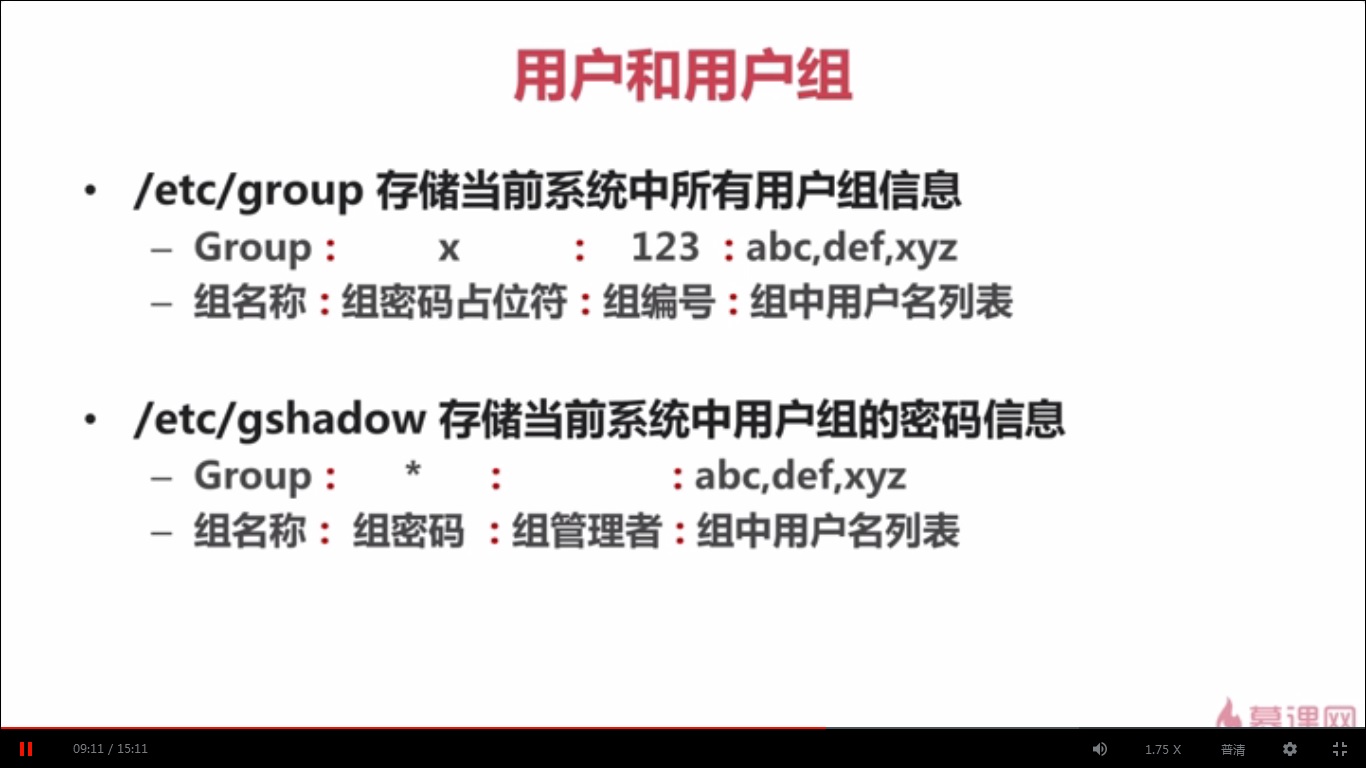 用户和用户组
• /etc/group 存储当前系统中所有用户组信息
– Group : x : 123 : abc,def,xyz
– 组名称 : 组密码占位符 : 组编号 : 组中用户名列表
• /etc/gshadow 存储当前系统中用户组的密码信息
– Group : * : : abc,def,xyz
– 组名称 : 组密码 : 组管理者 : 组中用户名列表
慕课网
09:11 / 15:11
1.75 X
普清